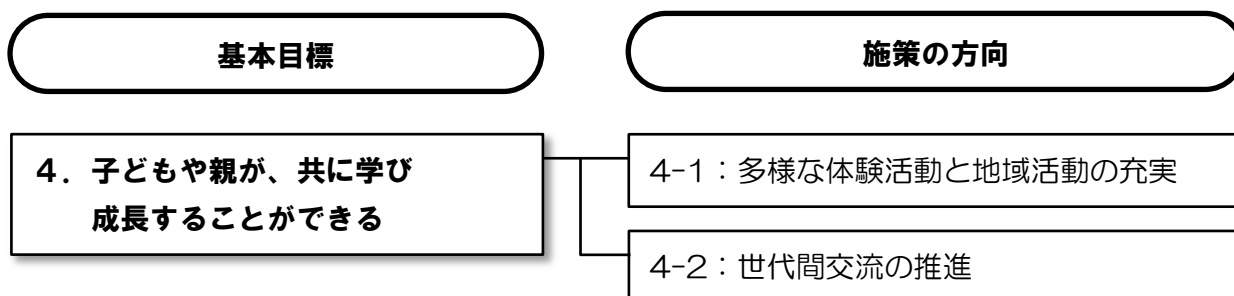 基本目標
施策の方向
４．子どもや親が、共に学び
成長することができる
4-1：多様な体験活動と地域活動の充実
4-2：世代間交流の推進